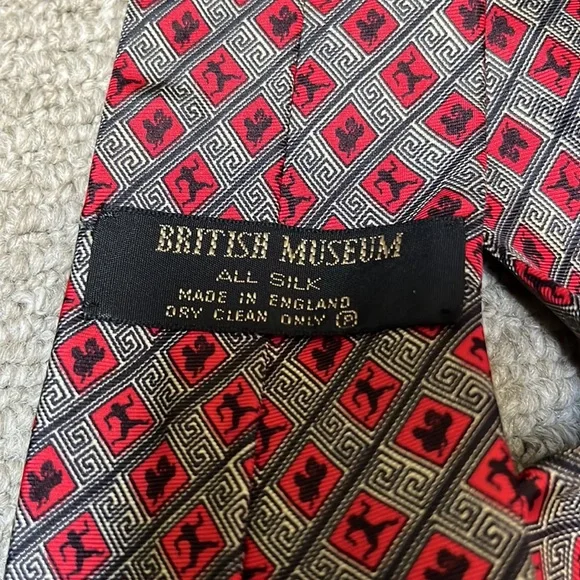 BRITISH MUSEUM
ALL SILK
MADE IN ENGLAND
DRY CLEAN ONLY Ⓟ